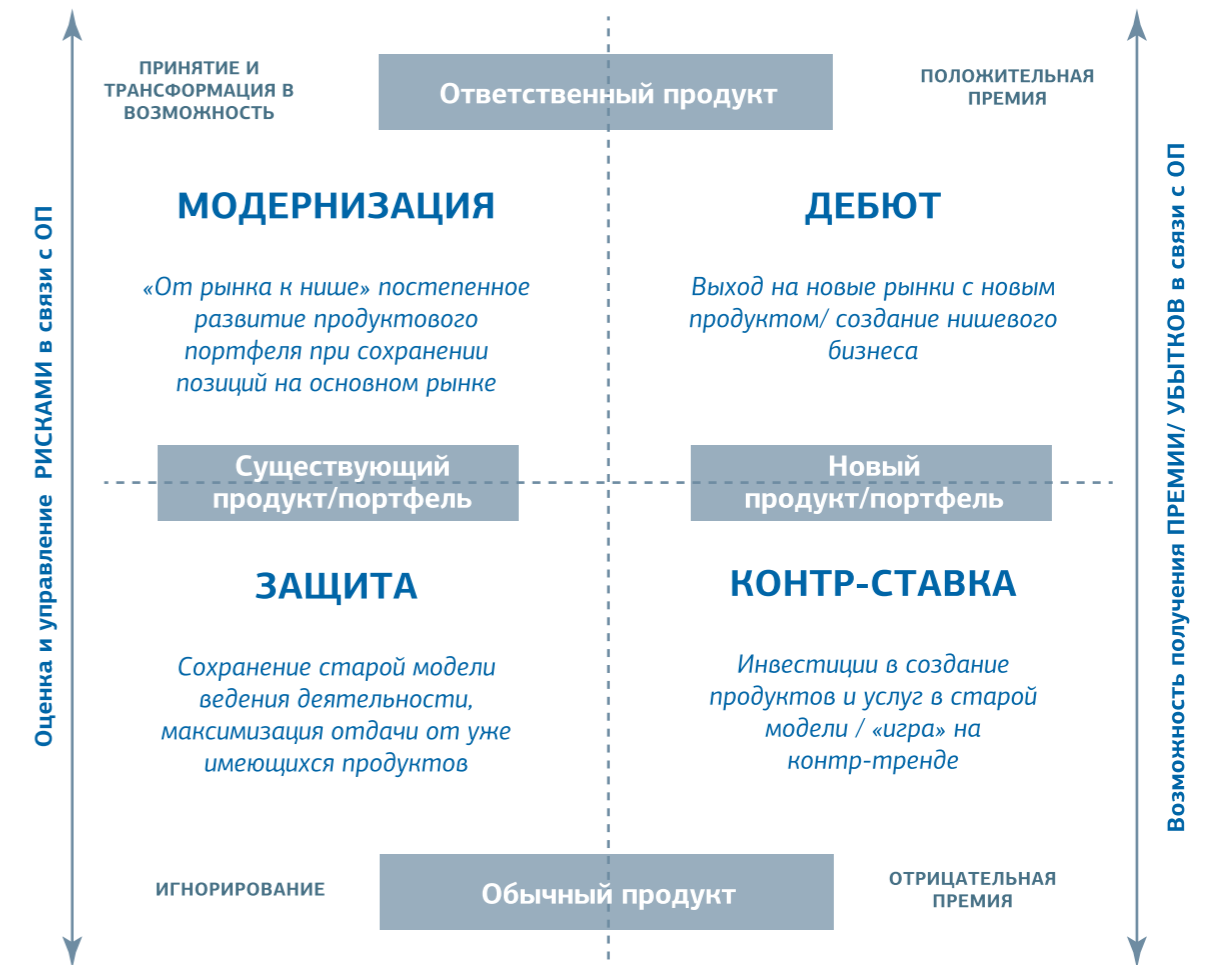 ПРИНЯТИЕ И
ТРАНСФОРМАЦИЯ В
ВОЗМОЖНОСТЬ
Ответственный продукт
ПОЛОЖИТЕЛЬНАЯ
ПРЕМИЯ
МОДЕРНИЗАЦИЯ
«От рынка к нише» постепенное
развитие продуктового
портфеля при сохранении
позиций на основном рынке
ДЕБЮТ
Выход на новые рынки с новым
продуктом/ создание нишевого
бизнеса
Оценка и управление РИСКАМИ в связи с ОП
Возможность получения ПРЕМИИ/ УБЫТКОВ в связи с ОП
Существующий
продукт/портфель
Новый
продукт/портфель
ЗАЩИТА
Сохранение старой модели
ведения деятельности,
максимизация отдачи от уже
имеющихся продуктов
КОНТР-СТАВКА
Инвестиции в создание
продуктов и услуг в старой
модели / «игра» на
контр-тренде
ИГНОРИРОВАНИЕ
Обычный продукт
ОТРИЦАТЕЛЬНАЯ
ПРЕМИЯ